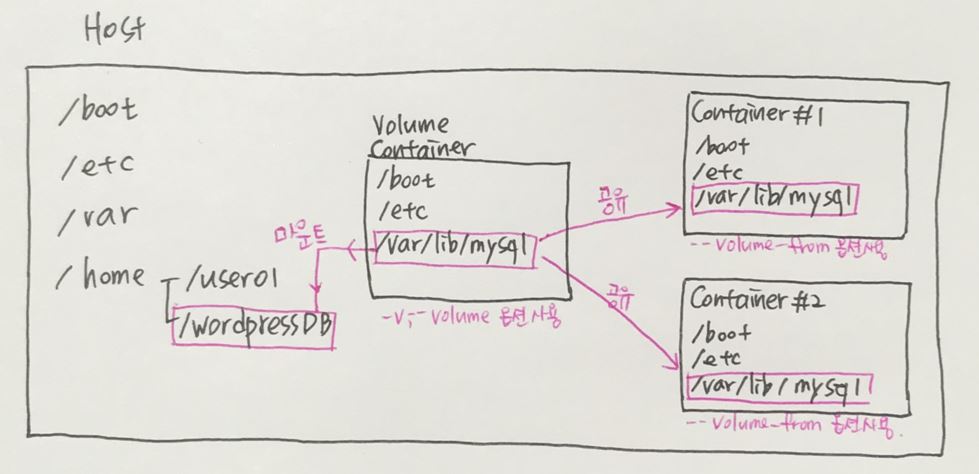 Host
/boot
/etc
/var
/home
/user01
/wordpressDB
마운트
Volume
Container
/boot
/etc
/var/lib/mysql
-v, --volume 옵션사용
공유
공유
Container #1
/boot
/etc
/var/lib/mysql
--volume-from 옵션사용
Container #2
/boot
/etc
/var/lib/mysql
--volume-from 옵션사용.